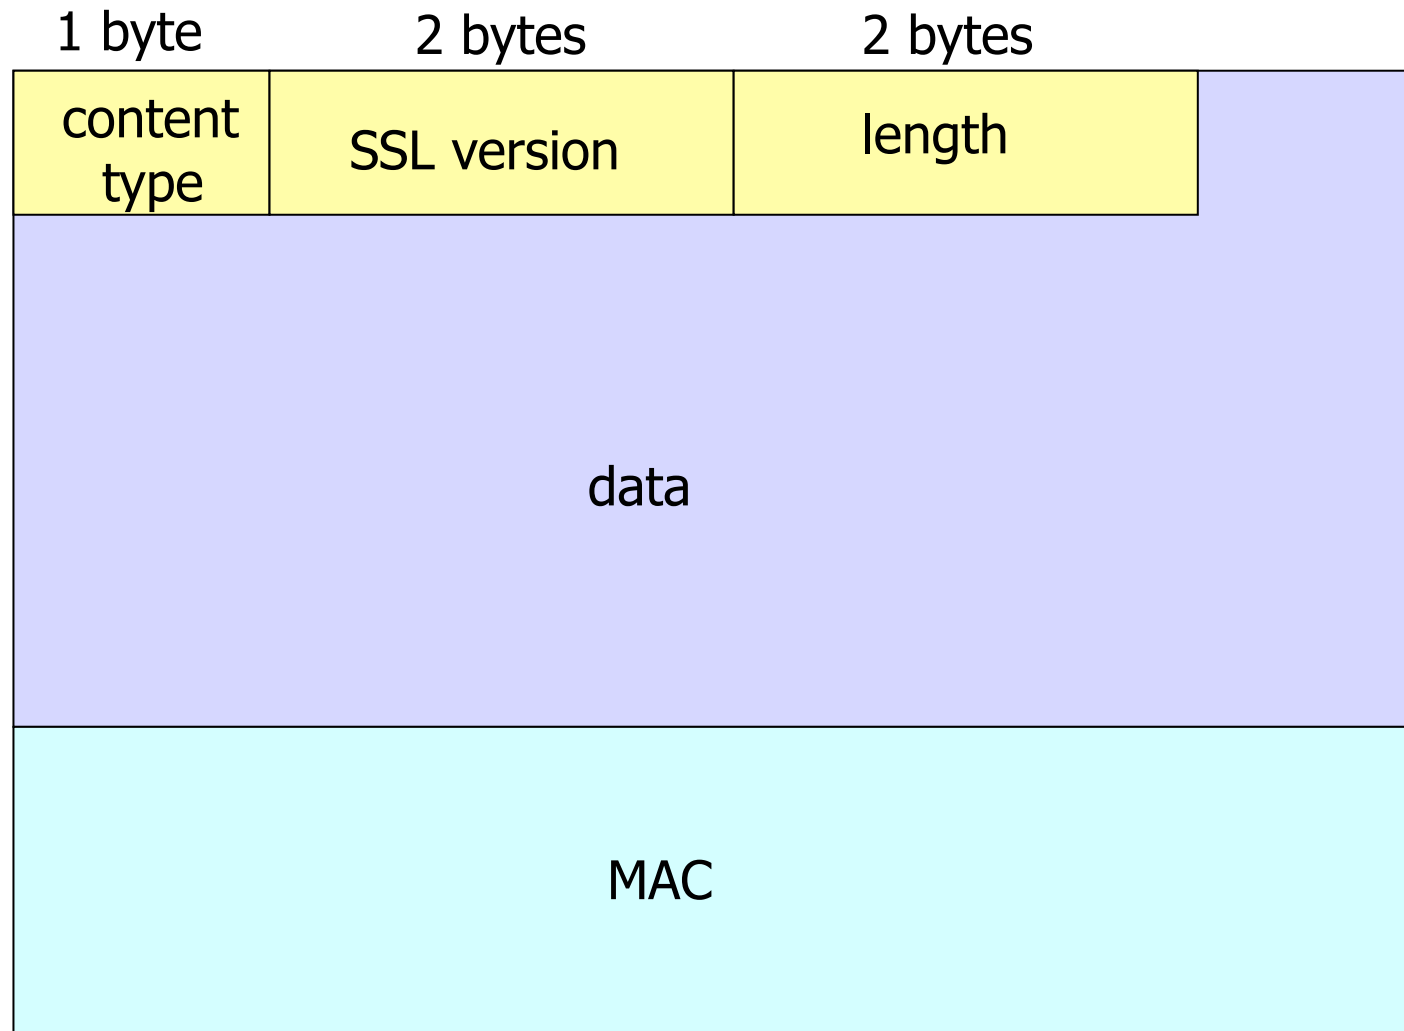 1 byte
2 bytes
2 bytes
content
type
SSL version
length
data
MAC